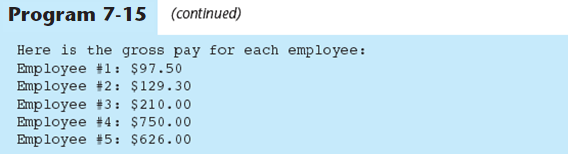 Program 7-15 (continued)
Here is the gross pay for each employee:
Employee #1: $97.50
Employee #2: $129.30
Employee #3: $210.00
Employee #4: $750.00
Employee #5: $626.00